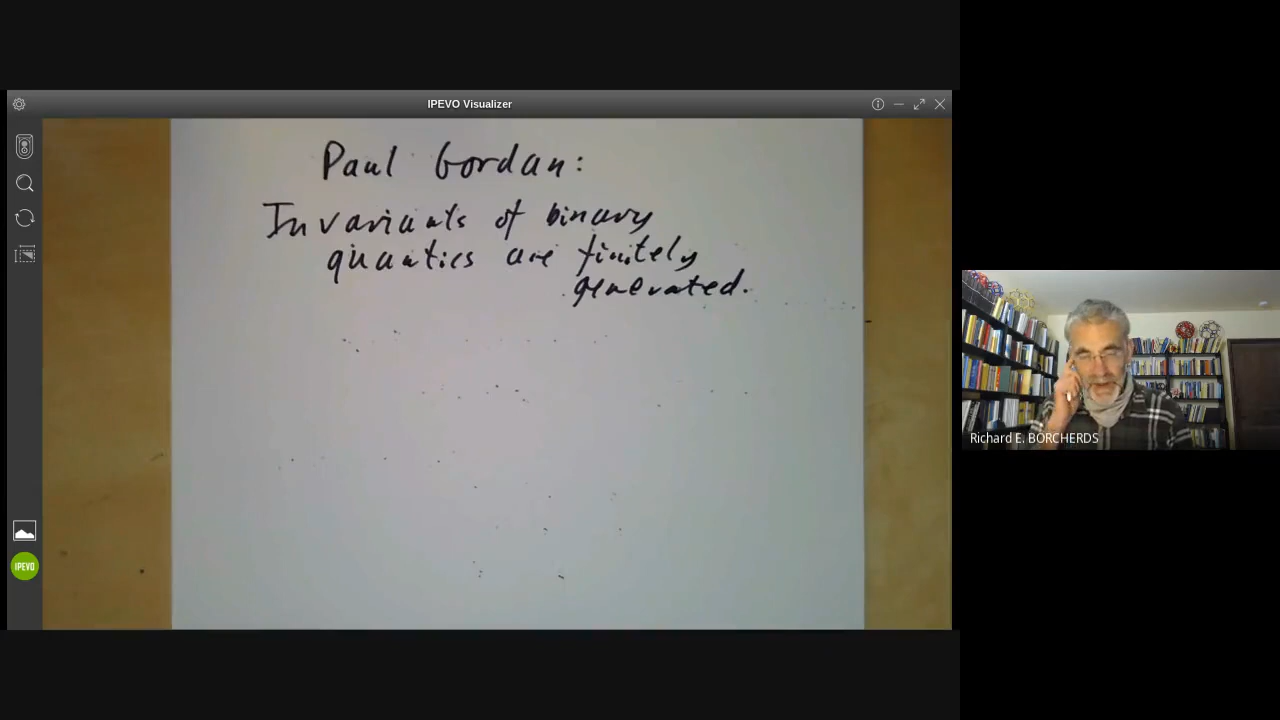 IPEVO Visualizer
Paul Gordan:
Invariants of binary
quantics are finitely
generated.
IPEVO
Richard E. BORCHERDS